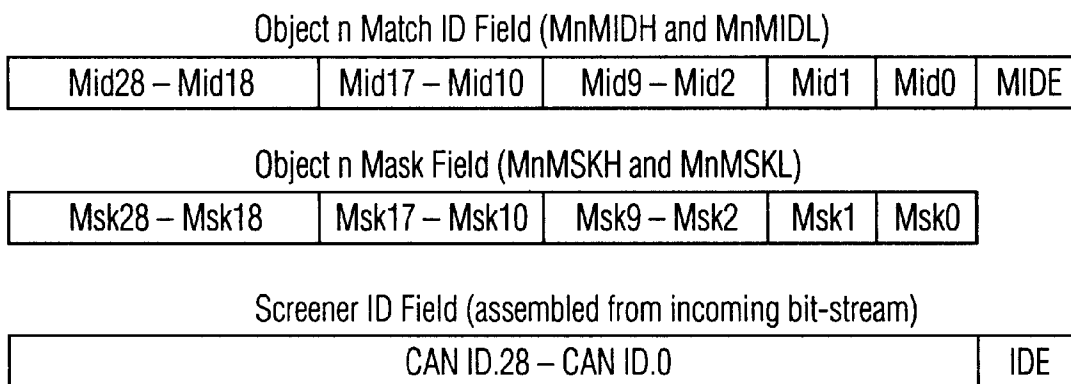 Object n Match ID Field (MnMIDH and MnMIDL)
Mid28 – Mid18 Mid17 – Mid10 Mid9 – Mid2 Mid1 Mid0 MIDE
Object n Mask Field (MnMSKH and MnMSKL)
Msk28 – Msk18 Msk17 – Msk10 Msk9 – Msk2 Msk1 Msk0
Screener ID Field (assembled from incoming bit-stream)
CAN ID.28 – CAN ID.0 IDE